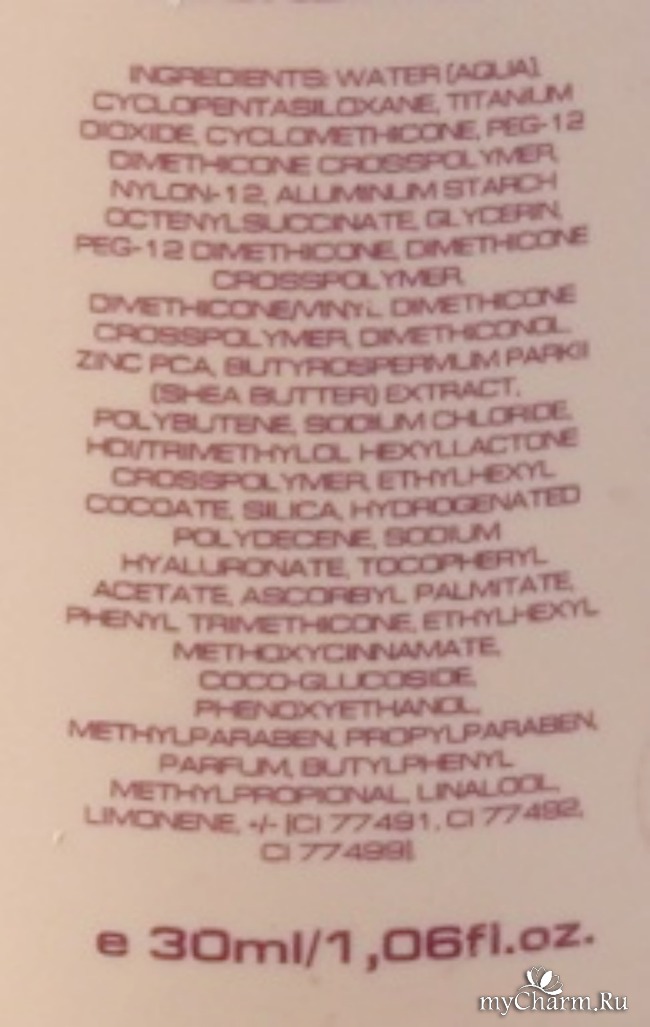 INGREDIENTS: WATER (AQUA),
CYCLOPENTASILOXANE, TITANIUM
DIOXIDE, CYCLOMETHICONE, PEG-12
DIMETHICONE CROSSPOLYMER,
NYLON-12, ALUMINUM STARCH
OCTENYLSUCCINATE, GLYCERIN,
PEG-12 DIMETHICONE, DIMETHICONE
CROSSPOLYMER,
DIMETHICONE/VINYL DIMETHICONE
CROSSPOLYMER, DIMETHICONOL,
ZINC PCA, BUTYROSPERMUM PARKII
(SHEA BUTTER) EXTRACT,
POLYBUTENE, SODIUM CHLORIDE,
HDI/TRIMETHYLOL HEXYLLACTONE
CROSSPOLYMER, ETHYLHEXYL
COCOATE, SILICA, HYDROGENATED
POLYDECENE, SODIUM
HYALURONATE, TOCOPHERYL
ACETATE, ASCORBYL PALMITATE,
PHENYL TRIMETHICONE, ETHYLHEXYL
METHOXYCINNAMATE,
COCO-GLUCOSIDE,
PHENOXYETHANOL,
METHYLPARABEN, PROPYLPARABEN,
PARFUM, BUTYLPHENYL
METHYLPROPIONAL, LINALOOL,
LIMONENE, +/- [CI 77491, CI 77492,
CI 77499].
e 30ml/1,06fl.oz.
myCharm.Ru